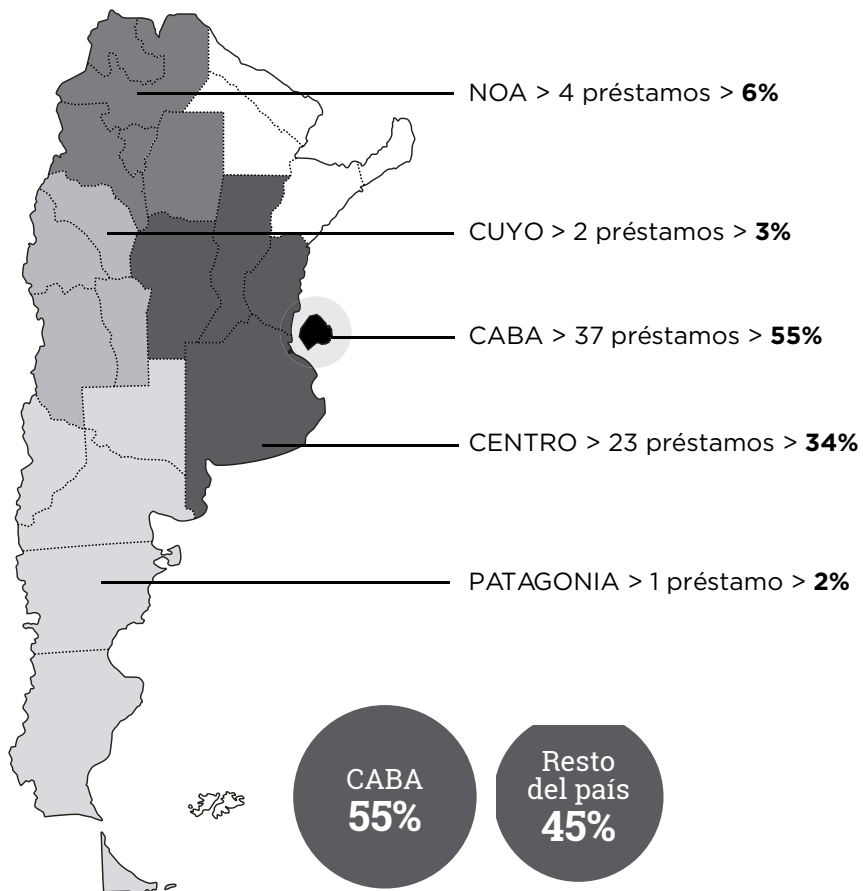 NOA > 4 préstamos > 6%
CUYO > 2 préstamos > 3%
CABA > 37 préstamos > 55%
CENTRO > 23 préstamos > 34%
PATAGONIA > 1 préstamo > 2%
CABA
55%
Resto
del país
45%